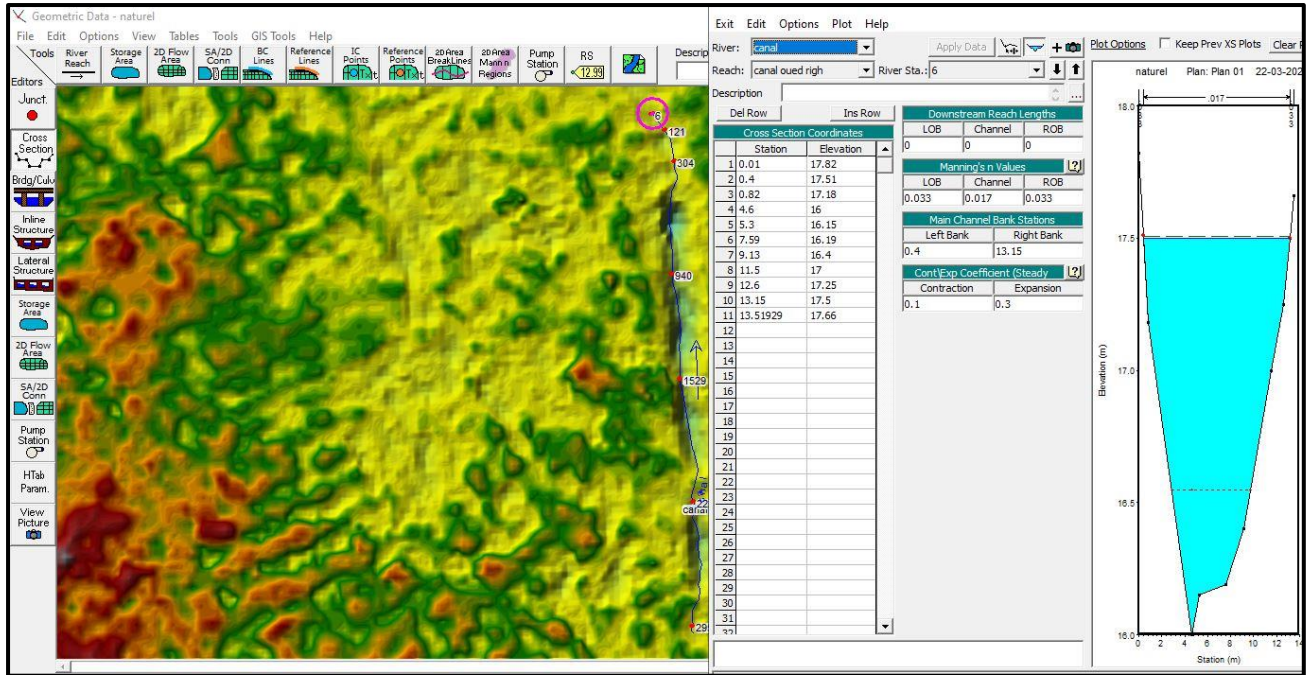 Geometric Data - naturel
File Edit Options View Tables Tools GIS Tools Help
Tools
Editors
River Reach
Storage Area
2D Flow Area
SA/2D Conn
BC Lines
Reference Lines
IC Points
Reference Points
2D Area BreakLines
2D Area Mann n Regions
Pump Station
RS
12.99
Descrip
Junct.
Cross Section
Brdg/Culv
Inline Structure
Lateral Structure
Storage Area
2D Flow Area
SA/2D Conn
Pump Station
HTab Param.
View Picture
6
121
304
940
1529
22
canal
29
Exit Edit Options Plot Help
River: canal
Apply Data
Plot Options
Keep Prev XS Plots
Clear
Reach: canal oued righ
River Sta.: 6
Description
...
Del Row Ins Row
Cross Section Coordinates
Station Elevation
1 0.01 17.82
2 0.4 17.51
3 0.82 17.18
4 4.6 16
5 5.3 16.15
6 7.59 16.19
7 9.13 16.4
8 11.5 17
9 12.6 17.25
10 13.15 17.5
11 13.51929 17.66
12
13
14
15
16
17
18
19
20
21
22
23
24
25
26
27
28
29
30
31
32
Downstream Reach Lengths
LOB Channel ROB
0 0 0
Manning's n Values
?
LOB Channel ROB
0.033 0.017 0.033
Main Channel Bank Stations
Left Bank Right Bank
0.4 13.15
Cont\Exp Coefficient (Steady
?
Contraction Expansion
0.1 0.3
naturel Plan: Plan 01 22-03-202
.017
18.0
17.5
17.0
16.5
16.0
Elevation (m)
0 2 4 6 8 10 12 14
Station (m)